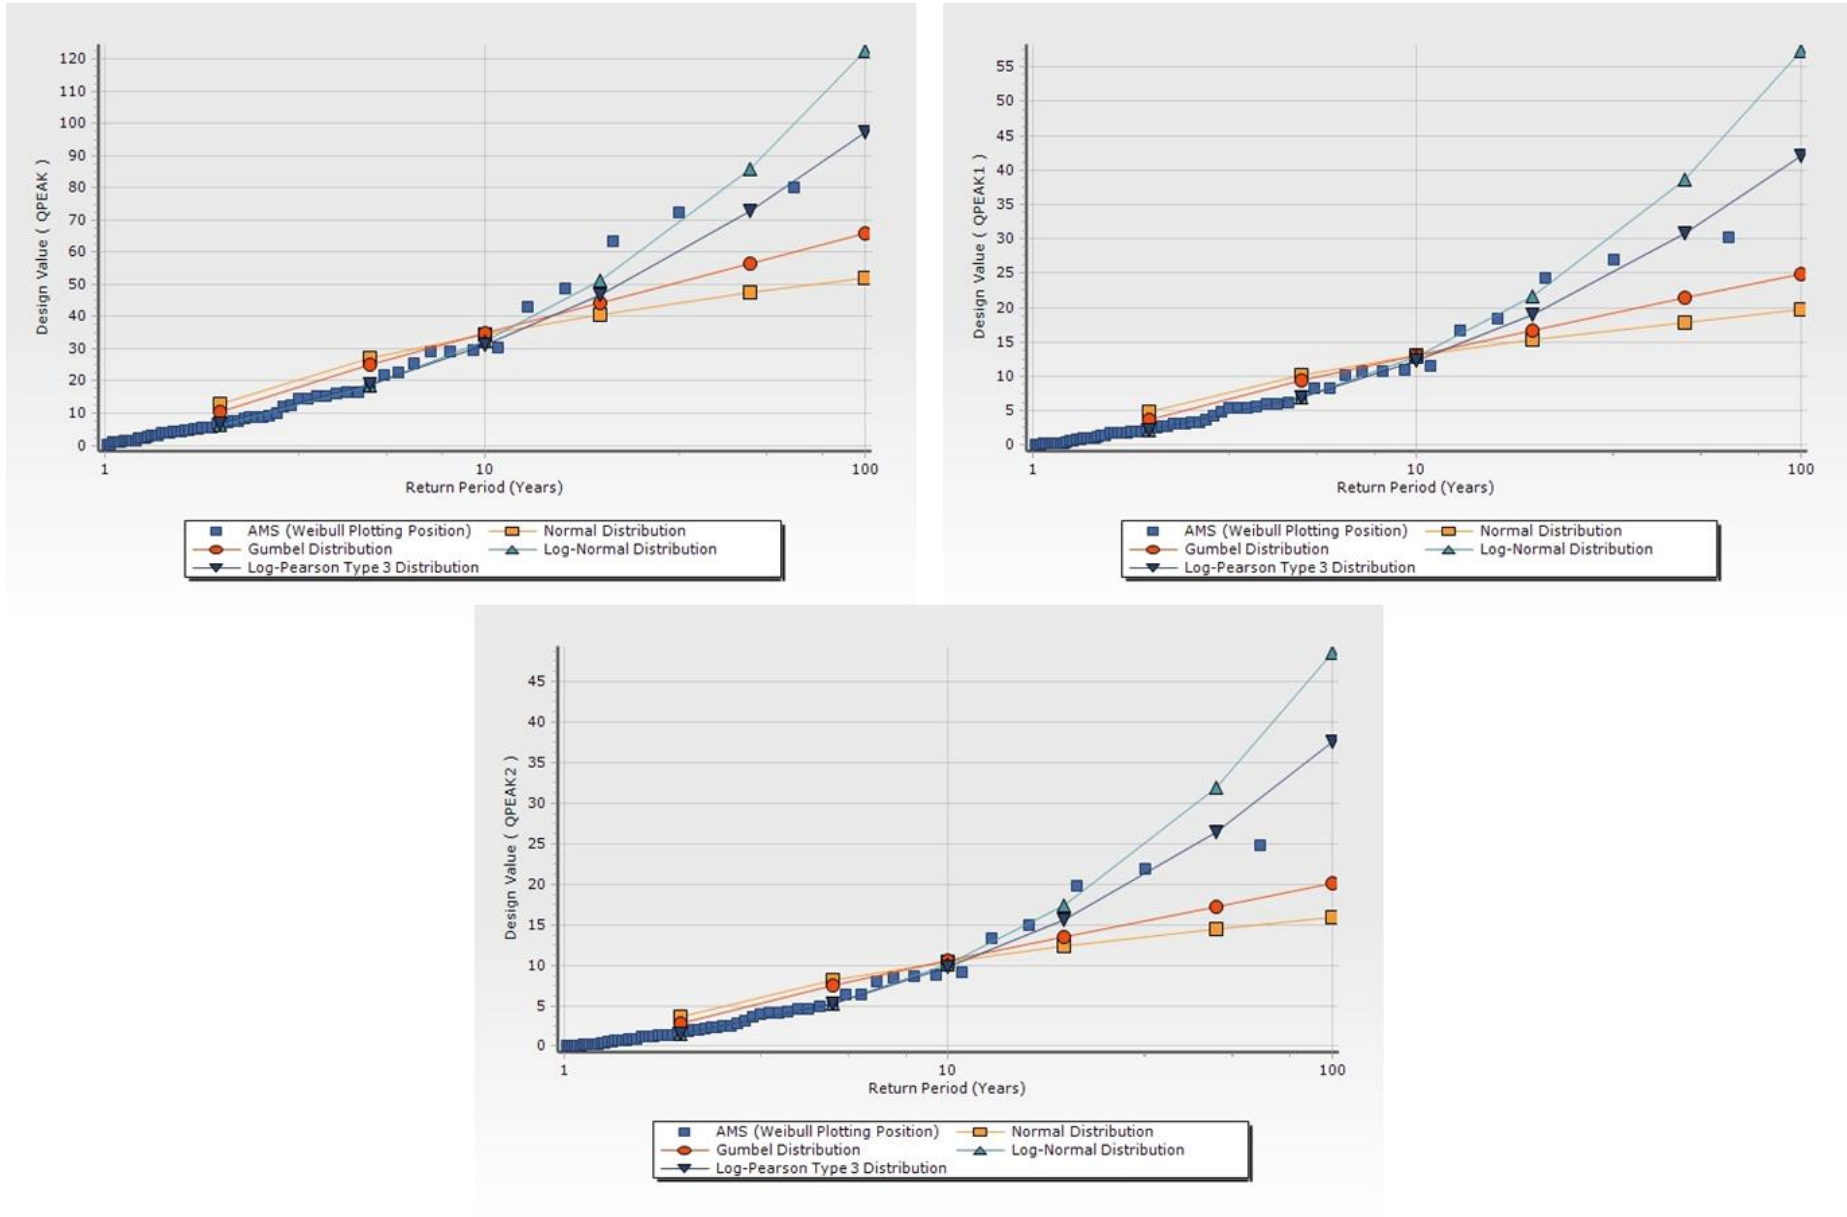 120
110
100
90
80
70
60
50
40
30
20
10
0
Design Value ( QPEAK )
1 10 100
Return Period (Years)
AMS (Weibull Plotting Position) Normal Distribution
Gumbel Distribution Log-Normal Distribution
Log-Pearson Type 3 Distribution
55
50
45
40
35
30
25
20
15
10
5
0
Design Value ( QPEAK1 )
1 10 100
Return Period (Years)
AMS (Weibull Plotting Position) Normal Distribution
Gumbel Distribution Log-Normal Distribution
Log-Pearson Type 3 Distribution
45
40
35
30
25
20
15
10
5
0
Design Value ( QPEAK2 )
1 10 100
Return Period (Years)
AMS (Weibull Plotting Position) Normal Distribution
Gumbel Distribution Log-Normal Distribution
Log-Pearson Type 3 Distribution